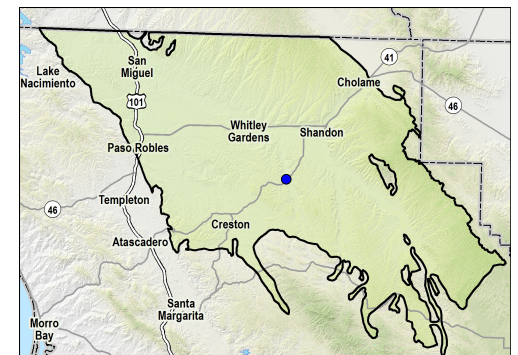 San
Miguel
41
Lake
Nacimiento
Cholame
101
46
Whitley
Gardens
Shandon
Paso Robles
Templeton
46
Creston
Atascadero
Santa
Margarita
Morro
Bay